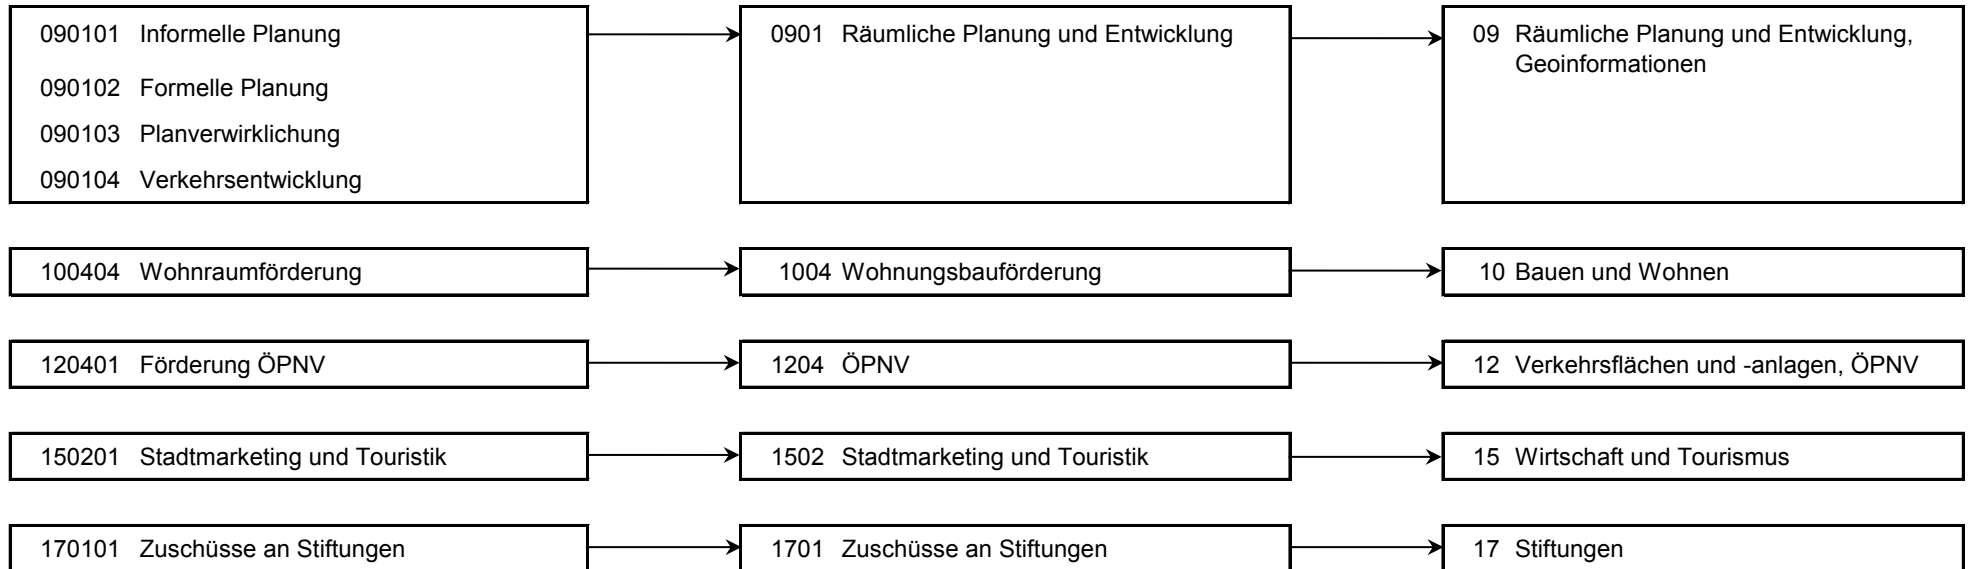 090101 Informelle Planung 0901 Räumliche Planung und Entwicklung 09 Räumliche Planung und Entwicklung,
Geoinformationen
090102 Formelle Planung
090103 Planverwirklichung
090104 Verkehrsentwicklung
100404 Wohnraumförderung 1004 Wohnungsbauförderung 10 Bauen und Wohnen
120401 Förderung ÖPNV 1204 ÖPNV 12 Verkehrsflächen und -anlagen, ÖPNV
150201 Stadtmarketing und Touristik 1502 Stadtmarketing und Touristik 15 Wirtschaft und Tourismus
170101 Zuschüsse an Stiftungen 1701 Zuschüsse an Stiftungen 17 Stiftungen